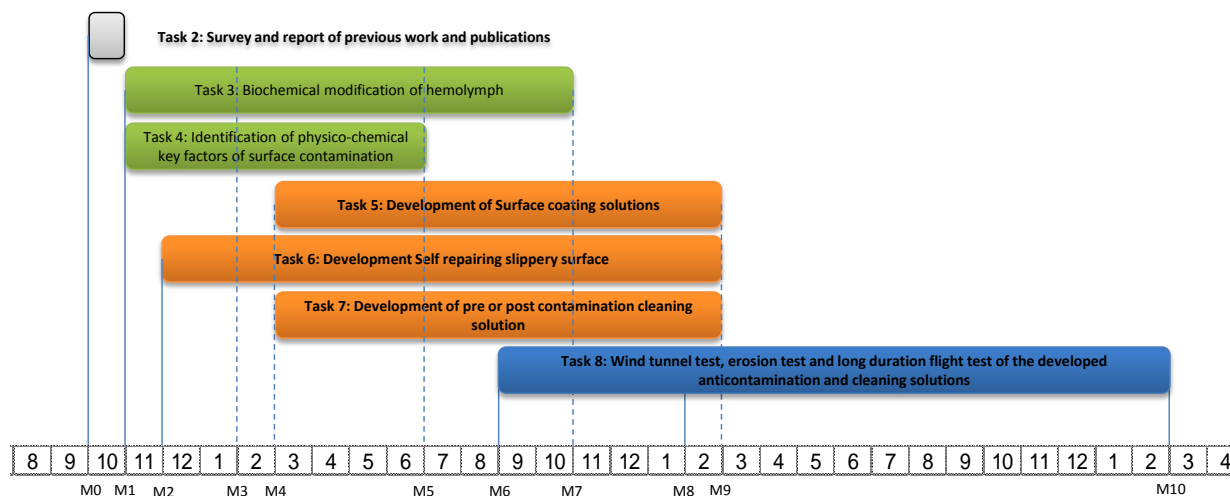 Task 2: Survey and report of previous work and publications
Task 3: Biochemical modification of hemolymph
Task 4: Identification of physico-chemical
key factors of surface contamination
Task 5: Development of Surface coating solutions
Task 6: Development Self repairing slippery surface
Task 7: Development of pre or post contamination cleaning
solution
Task 8: Wind tunnel test, erosion test and long duration flight test of the developed
anticontamination and cleaning solutions
8 9 10 11 12 1 2 3 4 5 6 7 8 9 10 11 12 1 2 3 4 5 6 7 8 9 10 11 12 1 2 3 4
M0 M1 M2 M3 M4 M5 M6 M7 M8 M9 M10